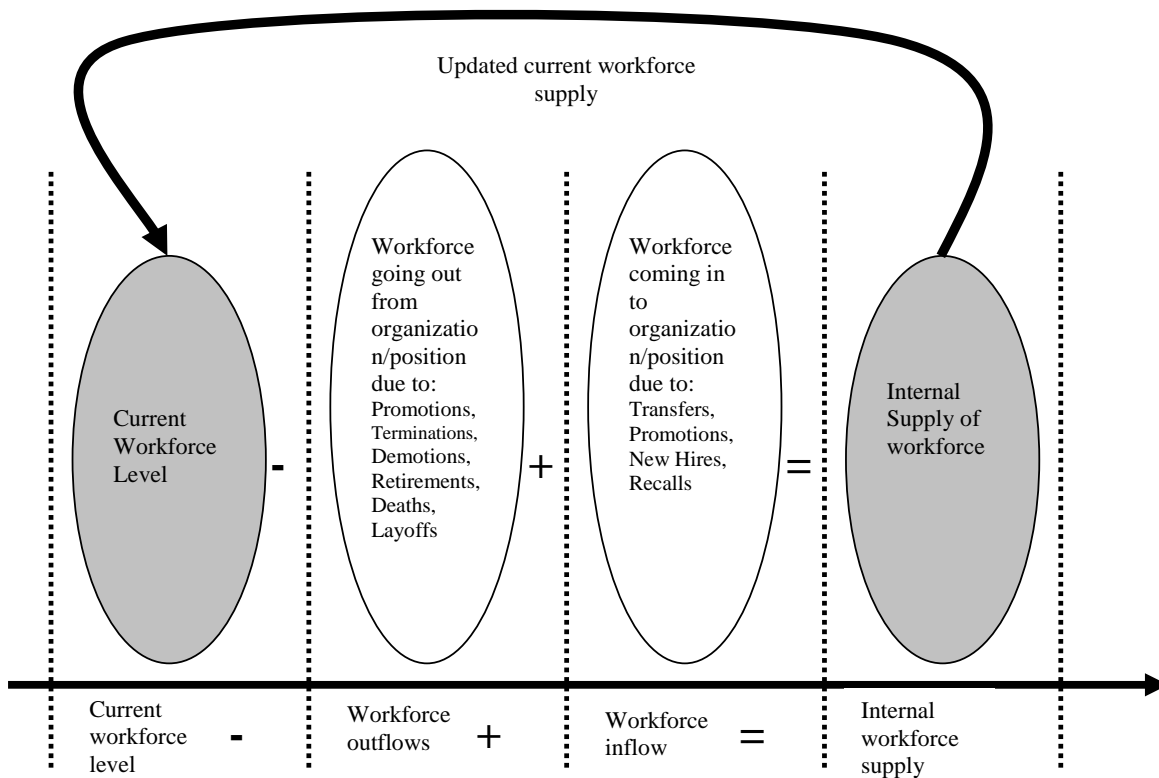 Updated current workforce
supply
Current
Workforce
Level
-
Workforce
going out
from
organizatio
n/position
due to:
Promotions,
Terminations,
Demotions,
Retirements,
Deaths,
Layoffs
+
Workforce
coming in
to
organizatio
n/position
due to:
Transfers,
Promotions,
New Hires,
Recalls
=
Internal
Supply of
workforce
Current
workforce
level
-
Workforce
outflows
+
Workforce
inflow
=
Internal
workforce
supply